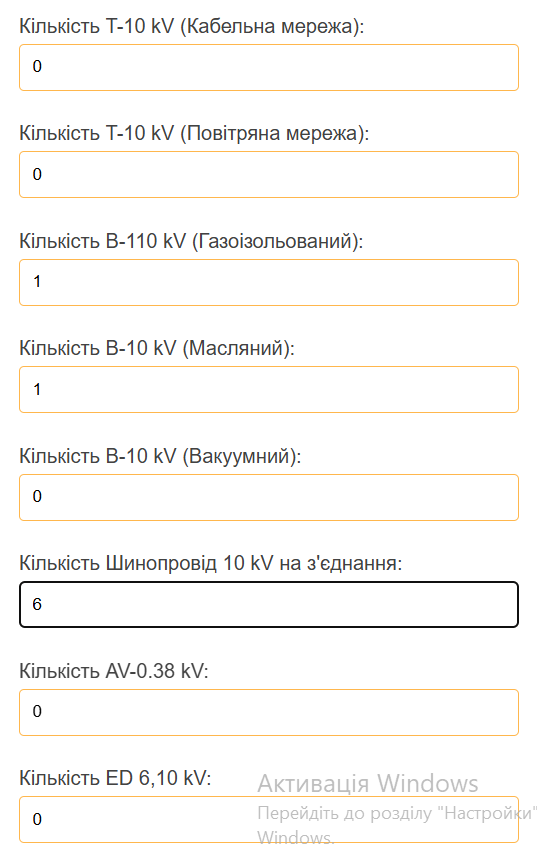 Кількість Т-10 kV (Кабельна мережа):
0
Кількість Т-10 kV (Повітряна мережа):
0
Кількість В-110 kV (Газоізольований):
1
Кількість В-10 kV (Масляний):
1
Кількість В-10 kV (Вакуумний):
0
Кількість Шинопровід 10 kV на з'єднання:
6
Кількість AV-0.38 kV:
0
Кількість ED 6,10 kV:
0
Активація Windows
Перейдіть до розділу "Настройки"
Windows.